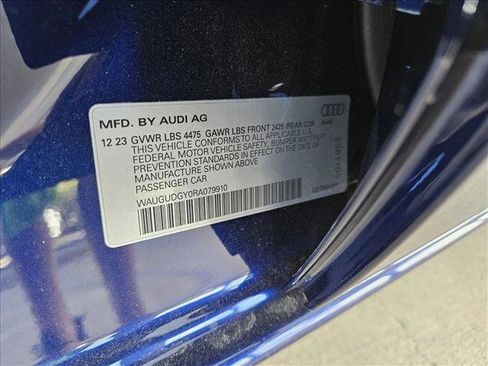 MFD. BY AUDI AG
12 23 GVWR LBS 4475 GAWR LBS FRONT 2425 /REAR
THIS VEHICLE CONFORMS TO ALL APPLICABLE U.S.
FEDERAL MOTOR VEHICLE SAFETY, BUMPER AND THEFT
PREVENTION STANDARDS IN EFFECT ON THE DATE OF
MANUFACTURE SHOWN ABOVE
PASSENGER CAR
WAUGUDGY0RA079910
Audi
GERMANY